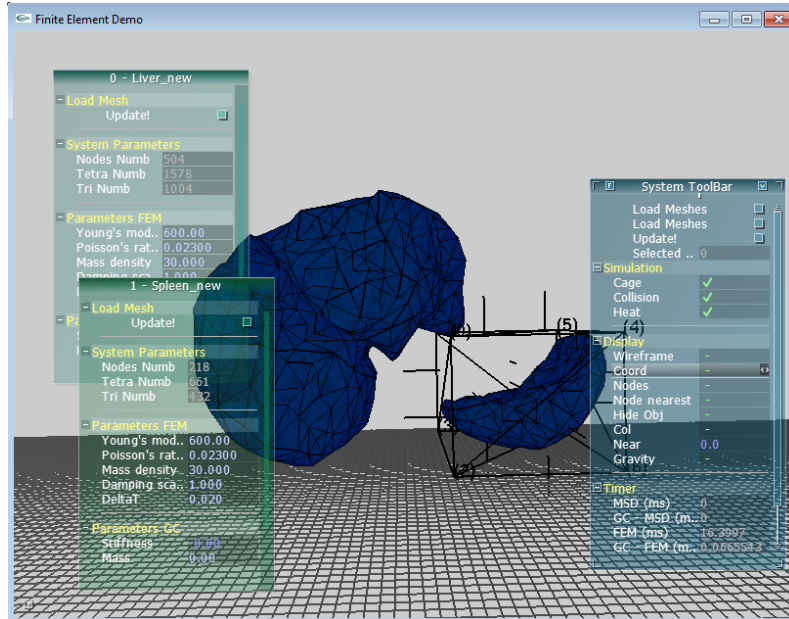 Finite Element Demo
0 - Liver_new
Load Mesh
Update!
System Parameters
Nodes Numb 504
Tetra Numb 1578
Tri Numb 1004
Parameters FEM
Young's mod.. 600.00
Poisson's rat.. 0.02300
Mass density 30.000
Damping sca.. 1.000
1 - Spleen_new
Load Mesh
Update!
System Parameters
Nodes Numb 218
Tetra Numb 661
Tri Numb 432
Parameters FEM
Young's mod.. 600.00
Poisson's rat.. 0.02300
Mass density 30.000
Damping sca.. 1.000
DeltaT 0.020
Parameters GC
Stiffness 0.00
Mass 0.00
(5)
(4)
(2)
System ToolBar
Load Meshes
Load Meshes
Update!
Selected .. 0
Simulation
Cage
Collision
Heat
Display
Wireframe -
Coord -
Nodes -
Node nearest -
Hide Obj -
Col -
Near 0.0
Gravity -
Timer
MSD (ms) 0
GC - MSD (m.. 0
FEM (ms) 16.3997
GC - FEM (m.. 0.0665543